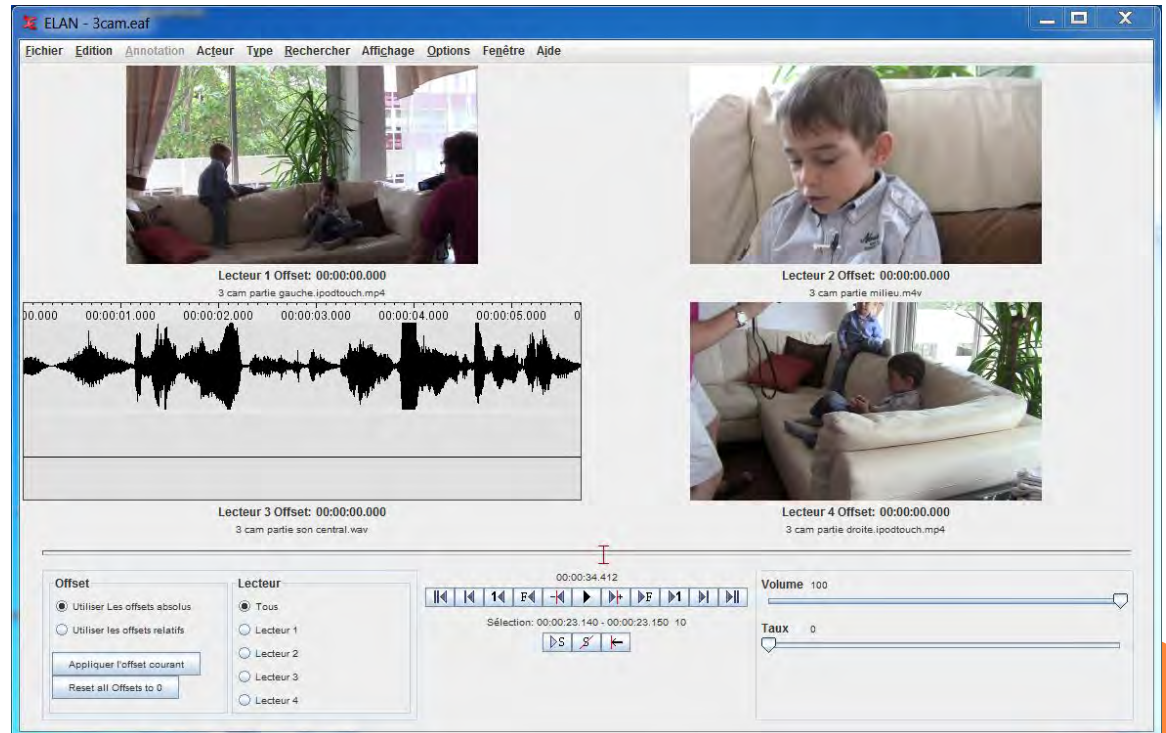 ELAN - 3cam.eaf
Fichier Edition Annotation Acteur Type Rechercher Affichage Options Fenêtre Aide
Lecteur 1 Offset: 00:00:00.000
3 cam partie gauche.ipodtouch.mp4
Lecteur 2 Offset: 00:00:00.000
3 cam partie milieu.m4v
00.000 00:00:01.000 00:00:02.000 00:00:03.000 00:00:04.000 00:00:05.000 0
Lecteur 3 Offset: 00:00:00.000
3 cam partie son central.wav
Lecteur 4 Offset: 00:00:00.000
3 cam partie droite.ipodtouch.mp4
Offset
Utiliser Les offsets absolus
Utiliser les offsets relatifs
Appliquer l'offset courant
Reset all Offsets to 0
Lecteur
Tous
Lecteur 1
Lecteur 2
Lecteur 3
Lecteur 4
00:00:34.412
1 F F 1
Sélection: 00:00:23.140 - 00:00:23.150 10
S S
Volume 100
Taux 0